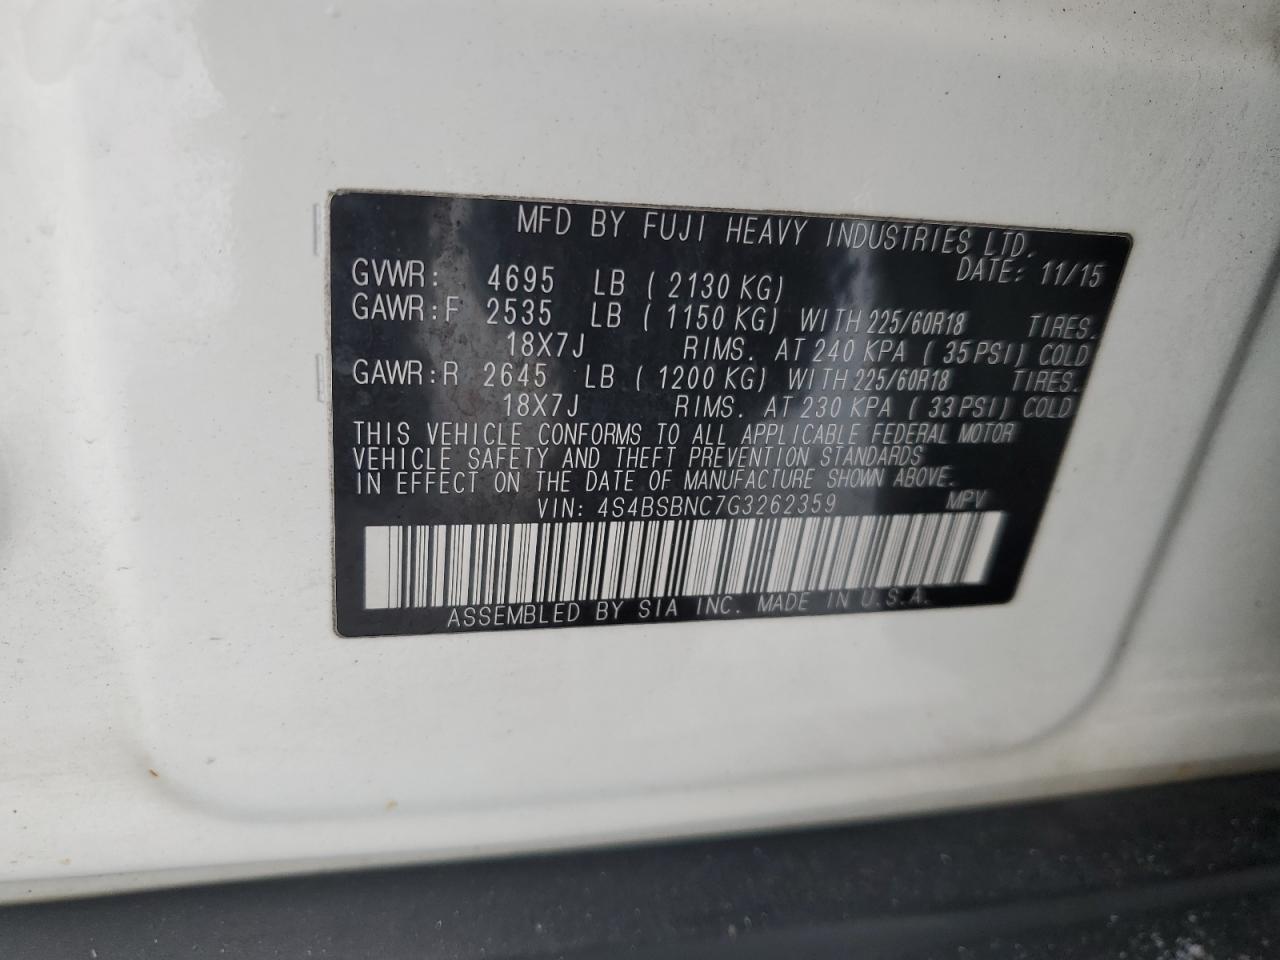 MFD BY FUJI HEAVY INDUSTRIES LTD.
DATE: 11/15
GVWR: 4695 LB ( 2130 KG)
GAWR:F 2535 LB ( 1150 KG) WITH 225/60R18 TIRES.
18X7J RIMS. AT 240 KPA ( 35 PSI) COLD
GAWR:R 2645 LB ( 1200 KG) WITH 225/60R18 TIRES.
18X7J RIMS. AT 230 KPA ( 33 PSI) COLD
THIS VEHICLE CONFORMS TO ALL APPLICABLE FEDERAL MOTOR
VEHICLE SAFETY AND THEFT PREVENTION STANDARDS
IN EFFECT ON THE DATE OF MANUFACTURE SHOWN ABOVE.
VIN: 4S4BSBNC7G3262359 MPV
ASSEMBLED BY SIA INC. MADE IN U.S.A.